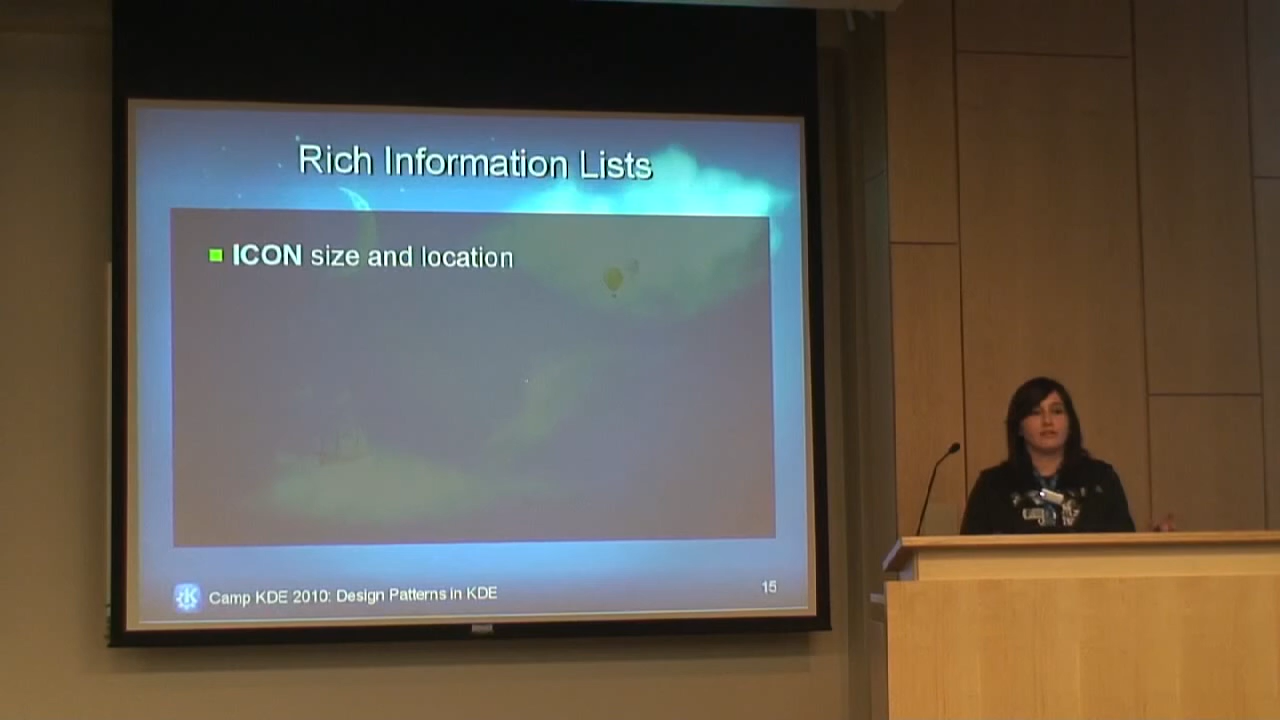 Rich Information Lists
ICON size and location
Camp KDE 2010: Design Patterns in KDE
15